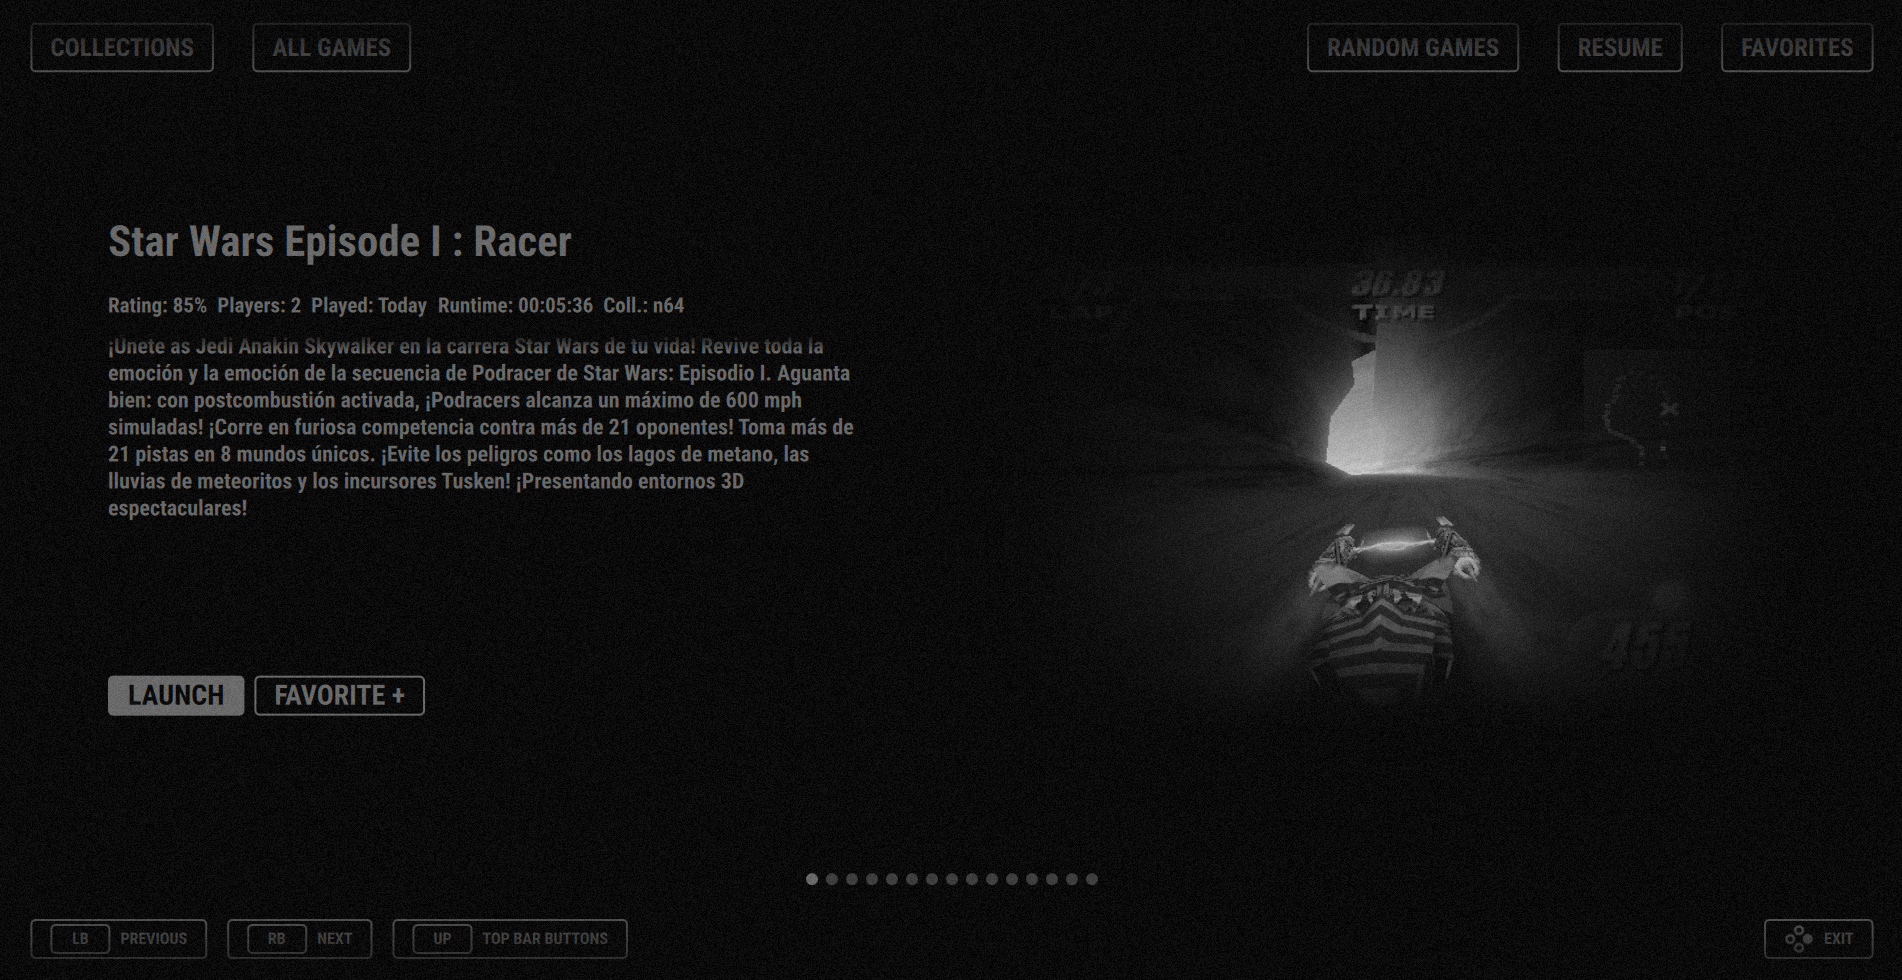 COLLECTIONS
ALL GAMES
RANDOM GAMES
RESUME
FAVORITES
Star Wars Episode I : Racer
Rating: 85% Players: 2 Played: Today Runtime: 00:05:36 Coll.: n64
¡Únete as Jedi Anakin Skywalker en la carrera Star Wars de tu vida! Revive toda la
emoción y la emoción de la secuencia de Podracer de Star Wars: Episodio I. Aguanta
bien: con postcombustión activada, ¡Podracers alcanza un máximo de 600 mph
simuladas! ¡Corre en furiosa competencia contra más de 21 oponentes! Toma más de
21 pistas en 8 mundos únicos. ¡Evite los peligros como los lagos de metano, las
lluvias de meteoritos y los incursores Tusken! ¡Presentando entornos 3D
espectaculares!
36.83
LAP
TIME
POS
455
LAUNCH
FAVORITE +
LB PREVIOUS
RB NEXT
UP TOP BAR BUTTONS
EXIT